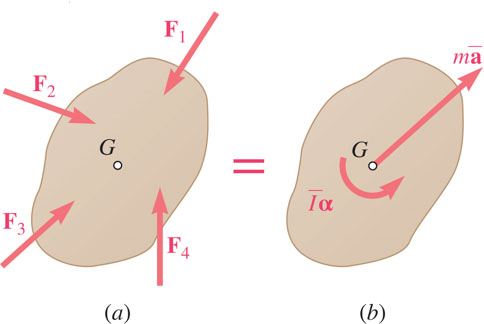 F₁
ma̅
F₂
G
G
=
I̅α
F₃
F₄
(a)
(b)